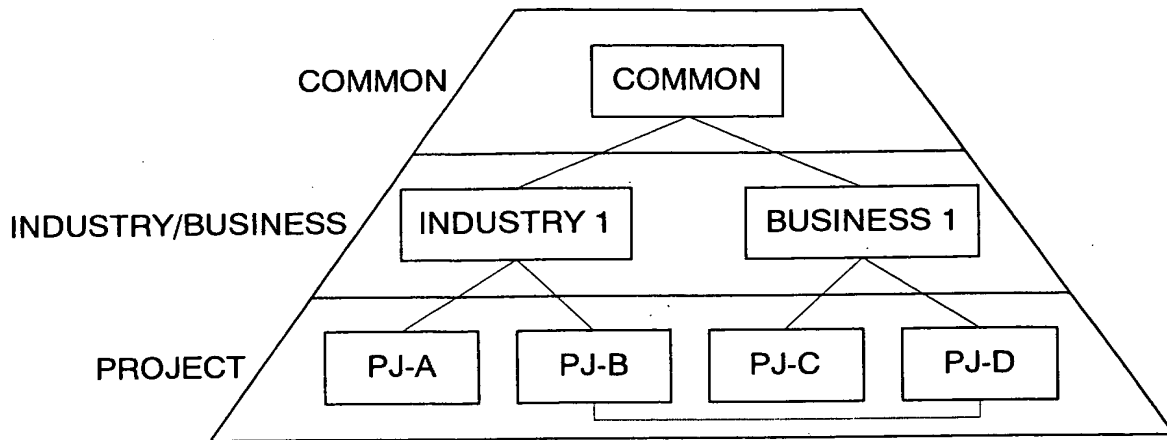 COMMON
COMMON
INDUSTRY/BUSINESS
INDUSTRY 1
BUSINESS 1
PROJECT
PJ-A
PJ-B
PJ-C
PJ-D